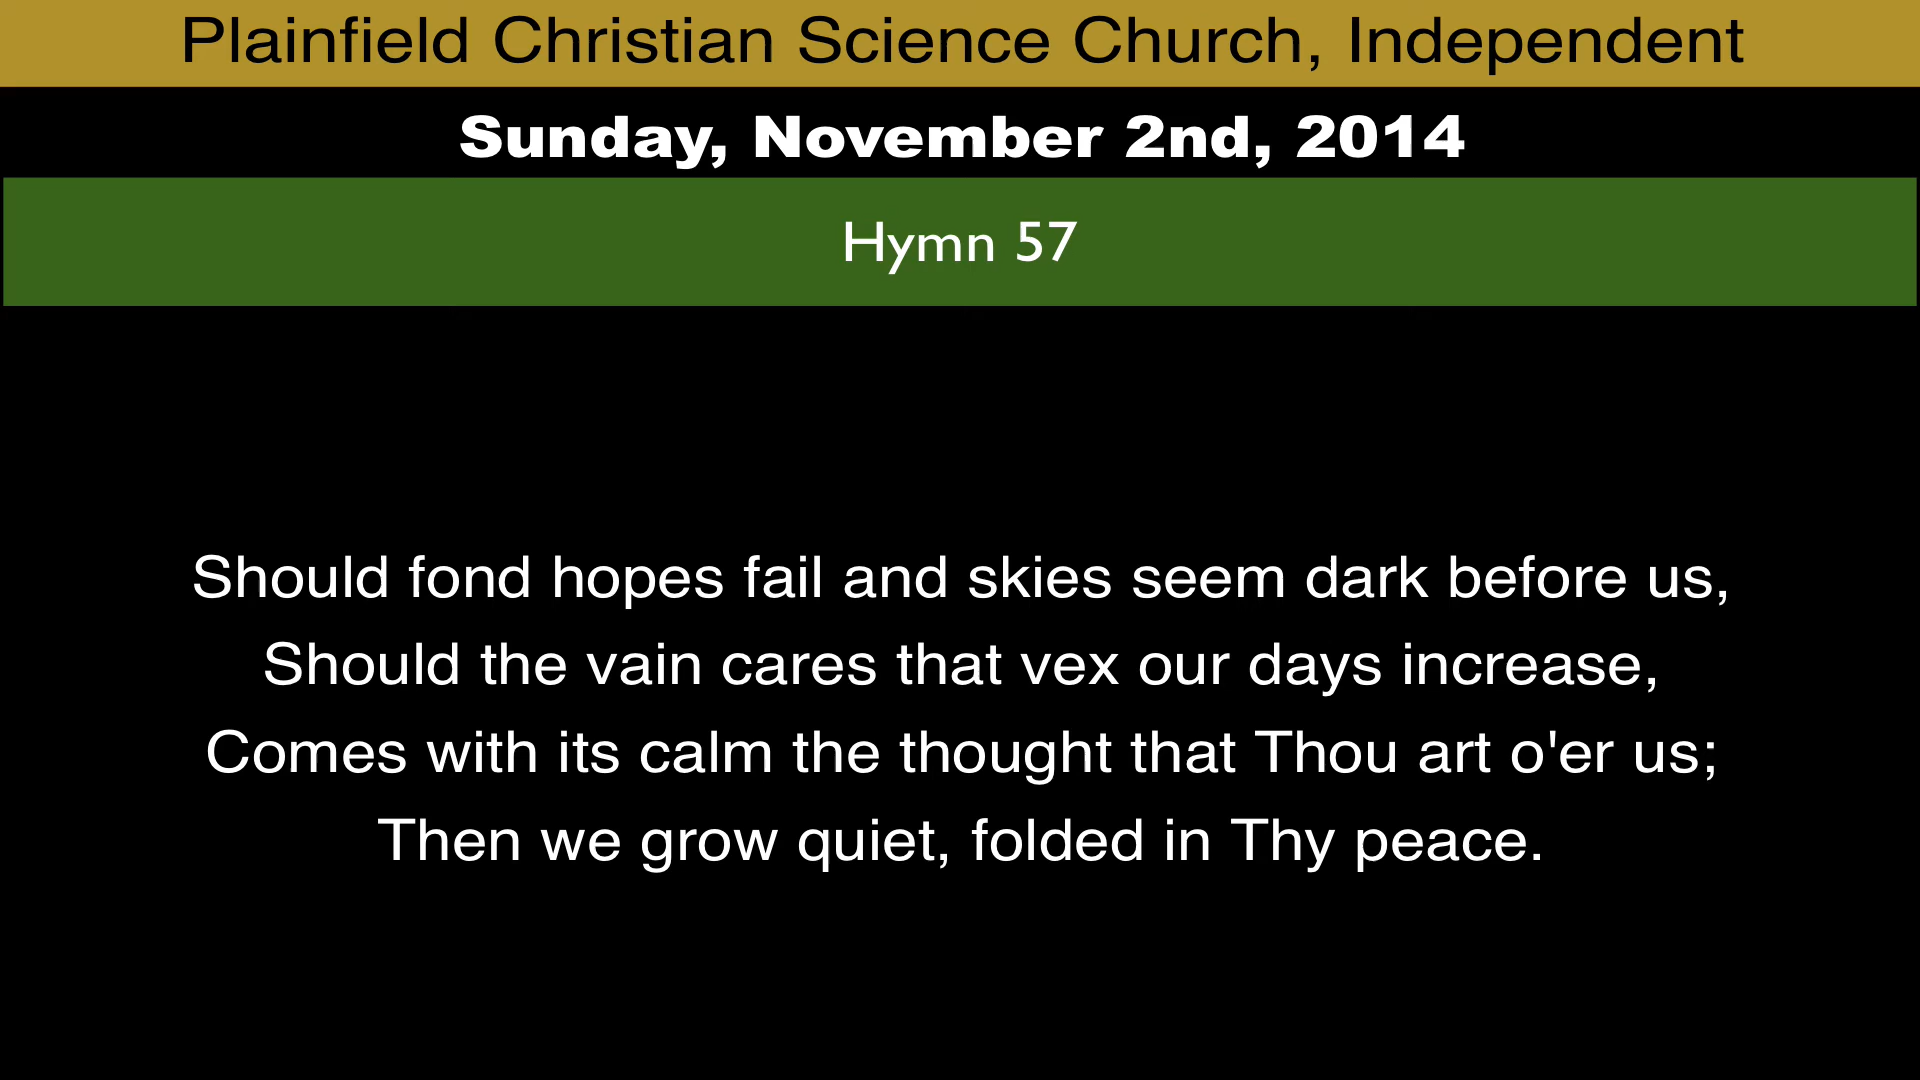 Plainfield Christian Science Church, Independent
Sunday, November 2nd, 2014
Hymn 57
Should fond hopes fail and skies seem dark before us,
Should the vain cares that vex our days increase,
Comes with its calm the thought that Thou art o'er us;
Then we grow quiet, folded in Thy peace.